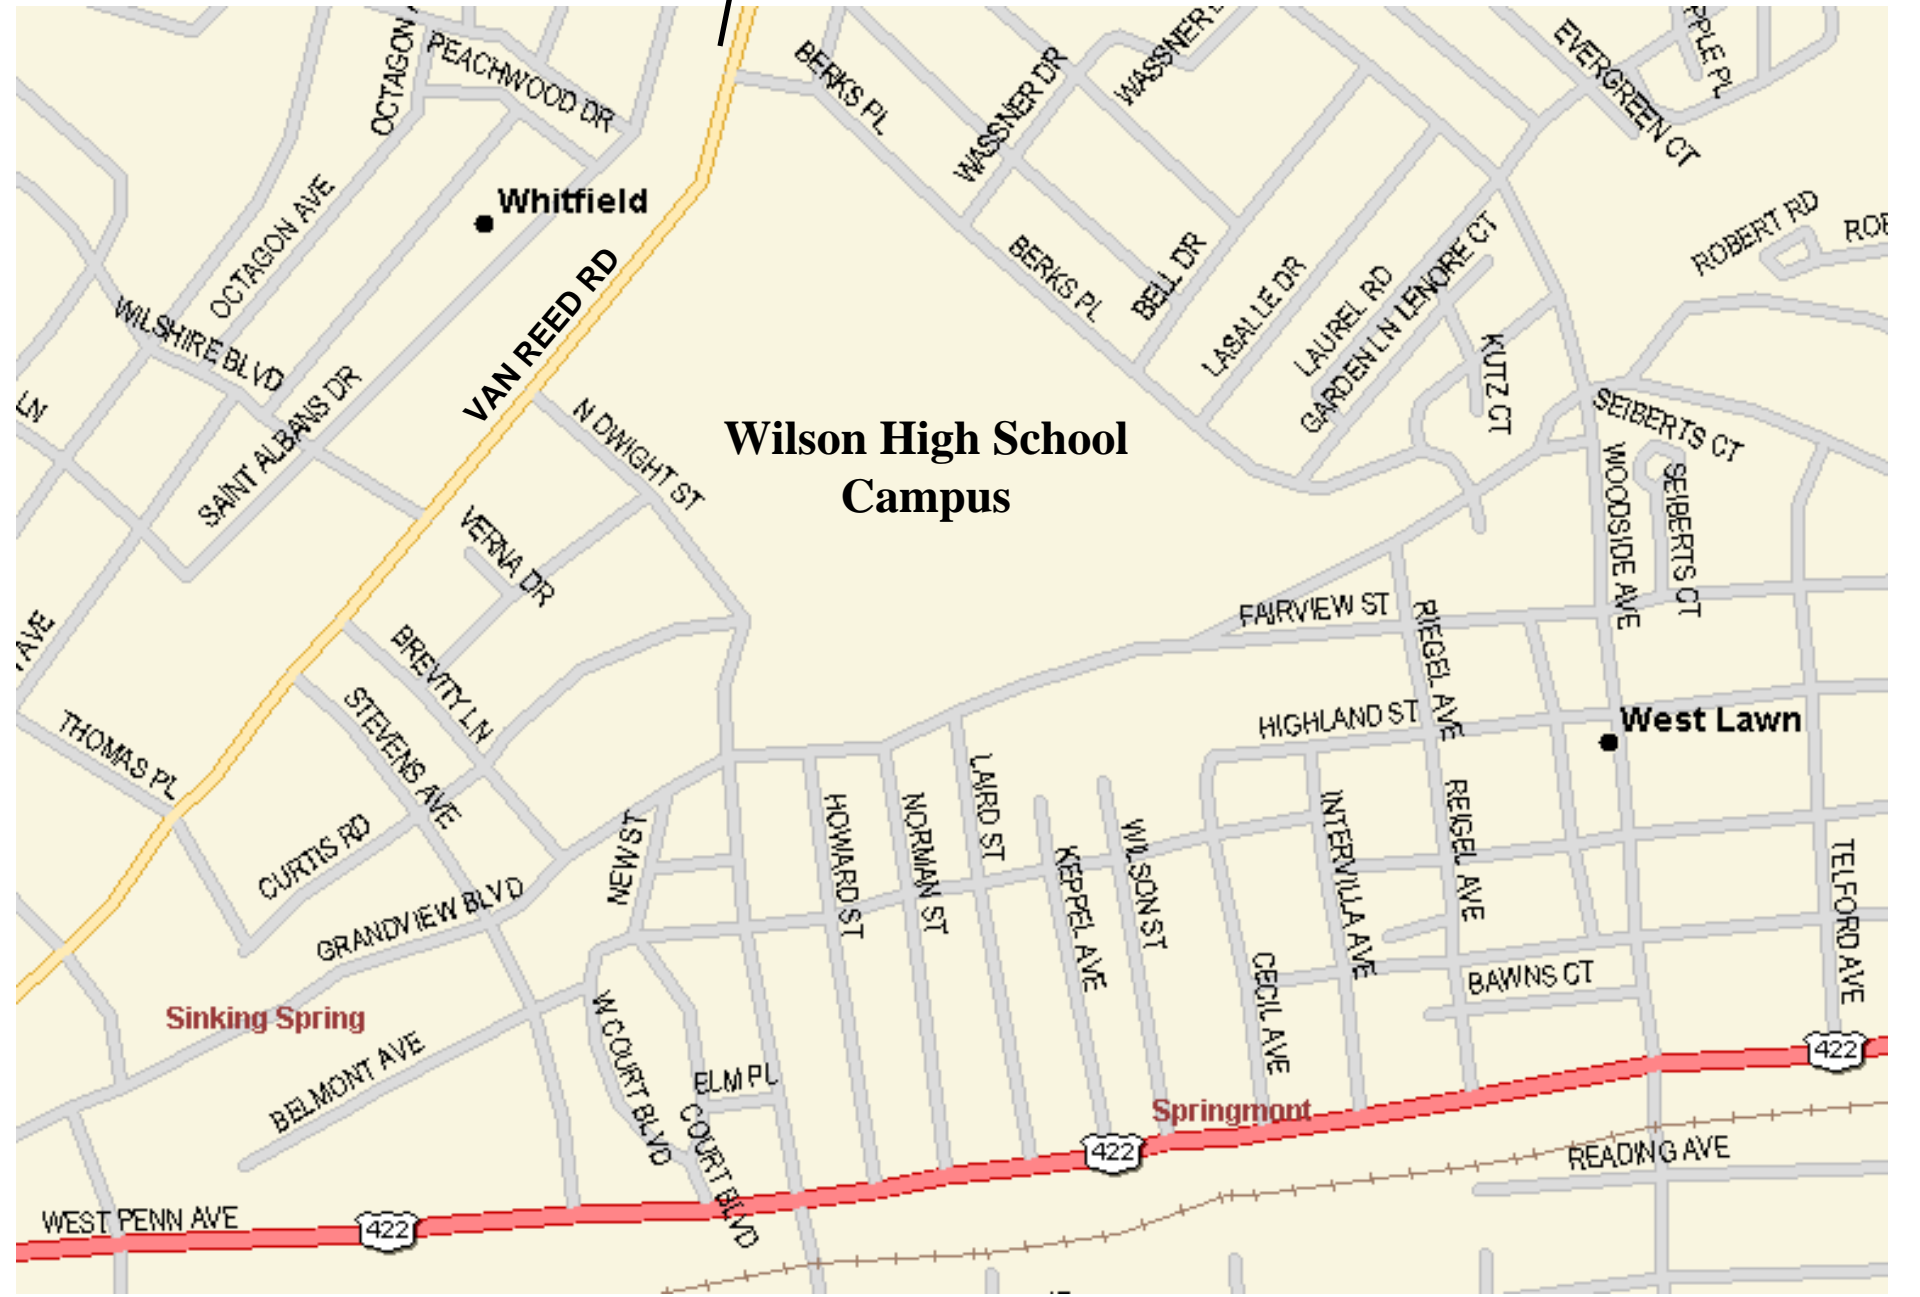 OCTAGON
PEACHWOOD DR
BERKS PL
WASSNER DR
WASSNER
EVERGREEN CT
PPLE PL
Whitfield
OCTAGON AVE
ROBERT RD
VAN REED RD
BERKS PL
BELL DR
LASALLE DR
LAUREL RD
GARDEN LN
LENORE CT
KUTZ CT
WILSHIRE BLVD
LN
SAINT ALBANS DR
N DWIGHT ST
Wilson High School
Campus
SEIBERTS CT
WOODSIDE AVE
SEIBERTS CT
VERNA DR
FAIRVIEW ST
RIEGEL AVE
AVE
BREVITY LN
STEVENS AVE
THOMAS PL
HIGHLAND ST
West Lawn
CURTIS RD
NEW ST
HOWARD ST
NORMAN ST
LAIRD ST
KEPPEL AVE
WILSON ST
INTERVILLA AVE
REIGEL AVE
TELFORD AVE
GRANDVIEW BLVD
CECIL AVE
BAWNS CT
Sinking Spring
BELMONT AVE
W COURT BLVD
ELM PL
COURT BLVD
Springmont
422
422
READING AVE
WEST PENN AVE
422